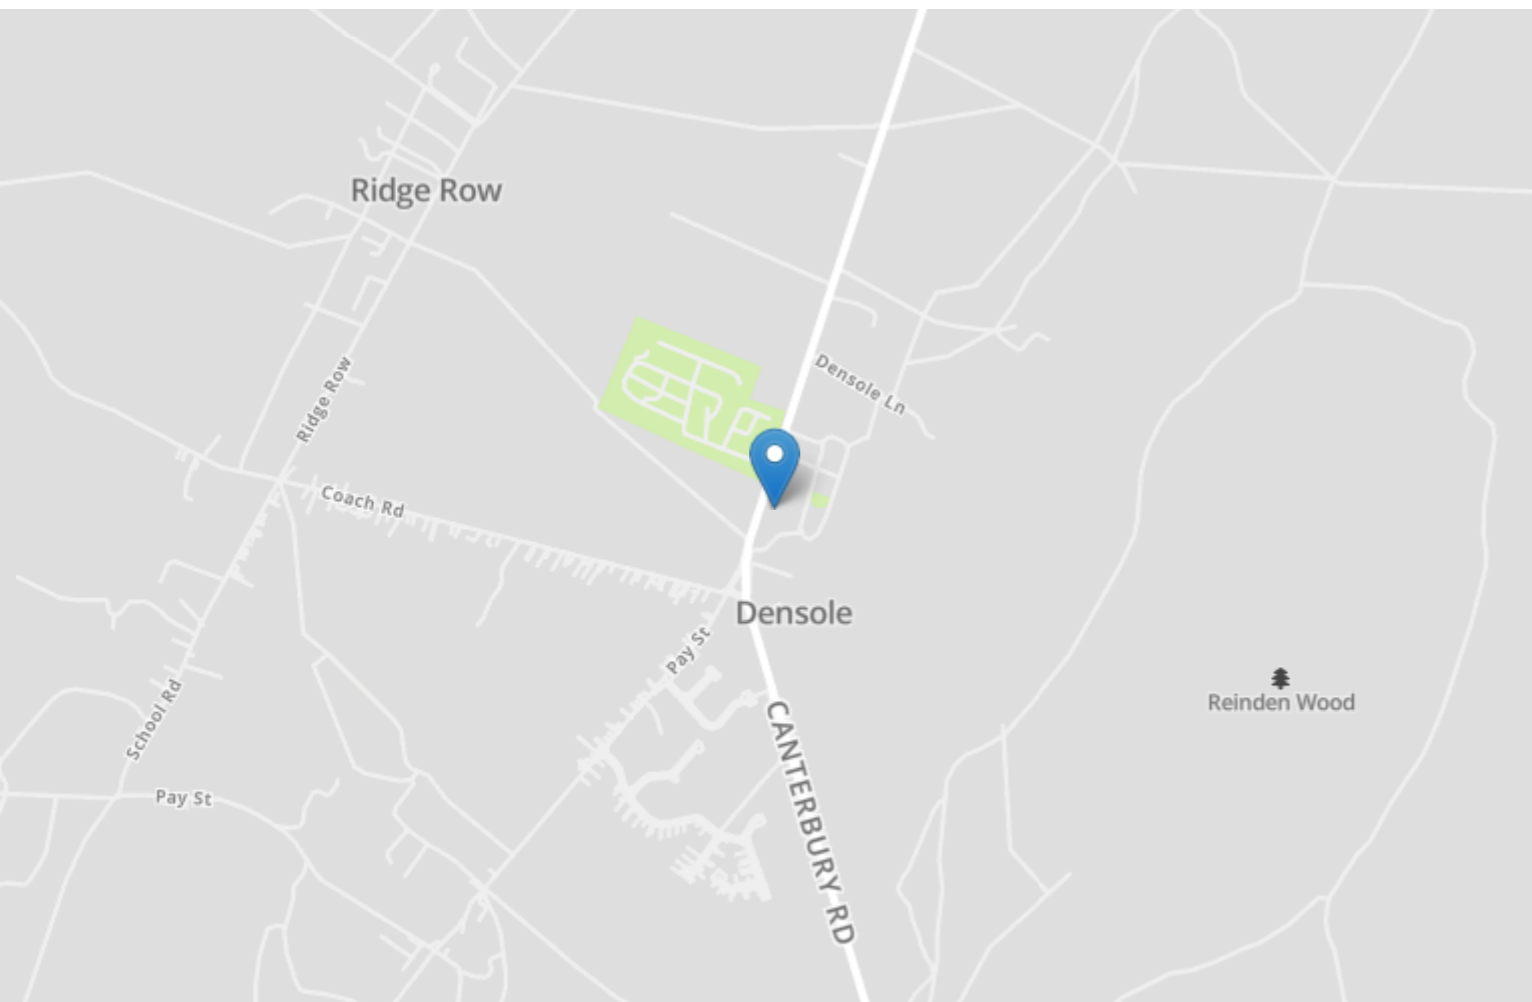 Ridge Row
Densole Ln
Ridge Row
Coach Rd
Densole
Pay St
Reinden Wood
School Rd
CANTERBURY RD
Pay St